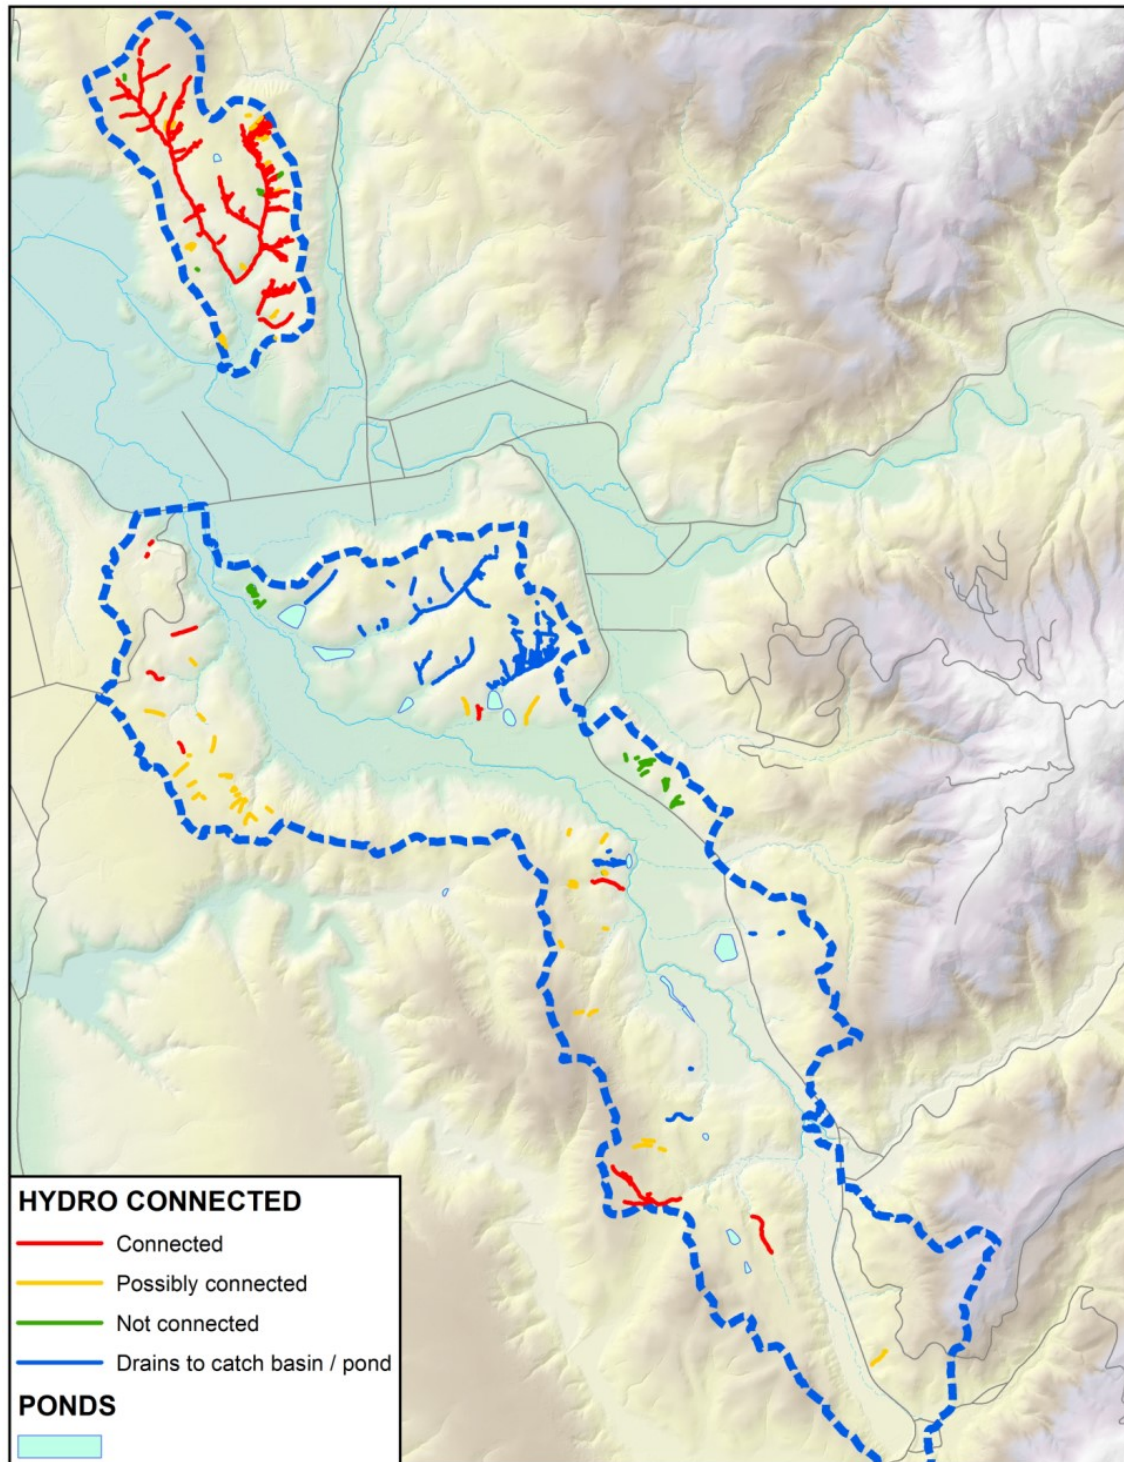 HYDRO CONNECTED
Connected
Possibly connected
Not connected
Drains to catch basin / pond
PONDS